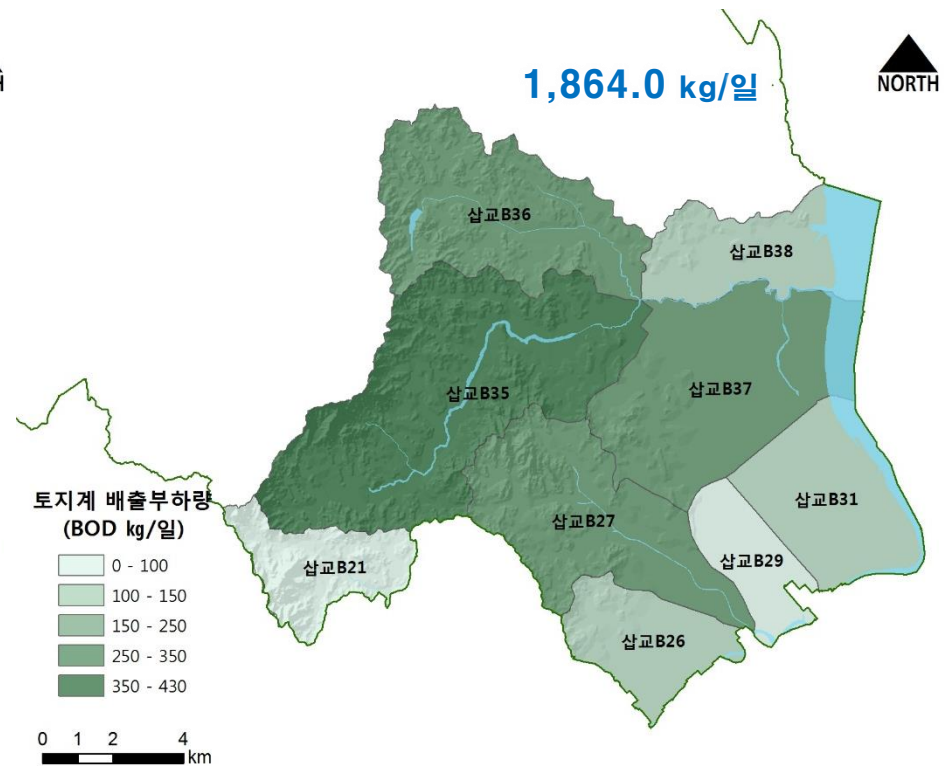 1,864.0 kg/일
H
NORTH
삽교B36
삽교B38
삽교B35
삽교B37
삽교B31
삽교B27
삽교B29
삽교B21
삽교B26
토지계 배출부하량
(BOD kg/일)
0 - 100
100 - 150
150 - 250
250 - 350
350 - 430
0 1 2 4
km